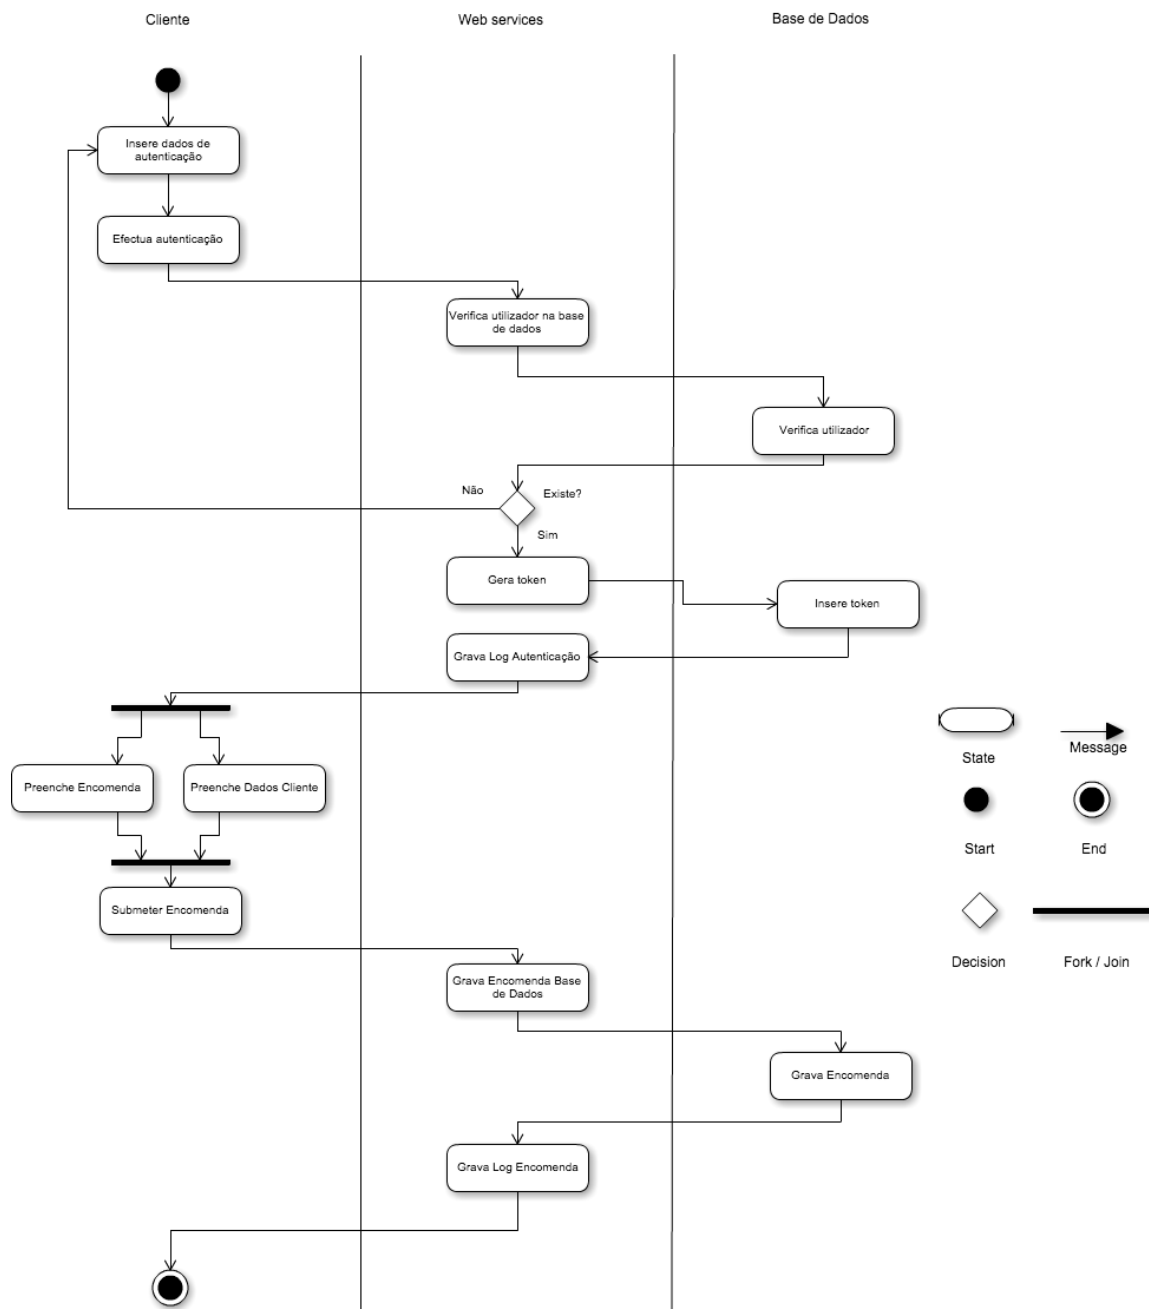 Cliente
Web services
Base de Dados
Insere dados de
autenticação
Efectua autenticação
Verifica utilizador na base
de dados
Verifica utilizador
Não
Existe?
Sim
Gera token
Insere token
Grava Log Autenticação
Preenche Encomenda
Preenche Dados Cliente
Submeter Encomenda
Grava Encomenda Base
de Dados
Grava Encomenda
Grava Log Encomenda
State
Message
Start
End
Decision
Fork / Join